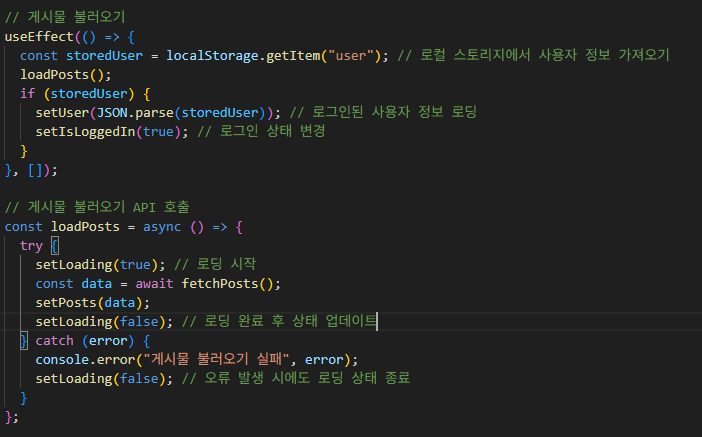 // 게시물 불러오기
useEffect(() => {
  const storedUser = localStorage.getItem("user"); // 로컬 스토리지에서 사용자 정보 가져오기
  loadPosts();
  if (storedUser) {
    setUser(JSON.parse(storedUser)); // 로그인된 사용자 정보 로딩
    setIsLoggedIn(true); // 로그인 상태 변경
  }
}, []);

// 게시물 불러오기 API 호출
const loadPosts = async () => {
  try {
    setLoading(true); // 로딩 시작
    const data = await fetchPosts();
    setPosts(data);
    setLoading(false); // 로딩 완료 후 상태 업데이트
  } catch (error) {
    console.error("게시물 불러오기 실패", error);
    setLoading(false); // 오류 발생 시에도 로딩 상태 종료
  }
};